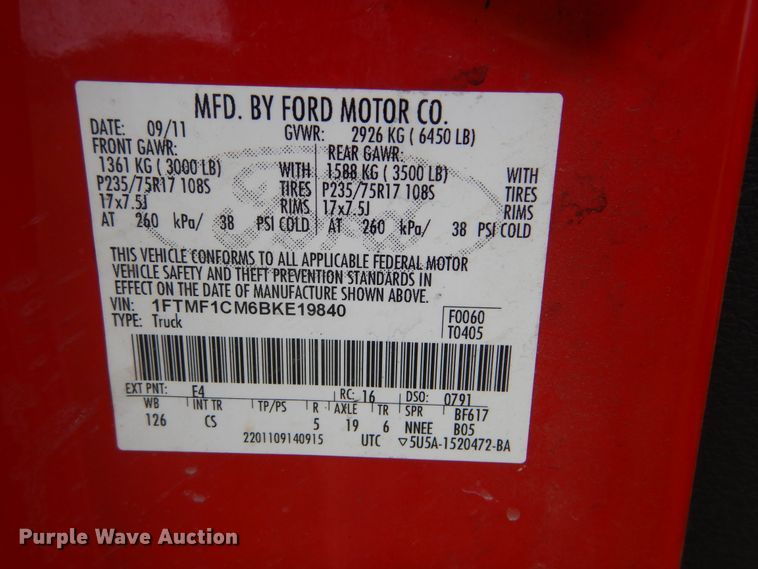 MFD. BY FORD MOTOR CO.
DATE: 09/11 GVWR: 2926 KG ( 6450 LB)
FRONT GAWR: REAR GAWR:
1361 KG ( 3000 LB) WITH 1588 KG ( 3500 LB) WITH
P235/75R17 108S TIRES P235/75R17 108S TIRES
17x7.5J RIMS 17x7.5J RIMS
AT 260 kPa/ 38 PSI COLD AT 260 kPa/ 38 PSI COLD
THIS VEHICLE CONFORMS TO ALL APPLICABLE FEDERAL MOTOR
VEHICLE SAFETY AND THEFT PREVENTION STANDARDS IN
EFFECT ON THE DATE OF MANUFACTURE SHOWN ABOVE.
VIN: 1FTMF1CM6BKE19840 F0060
TYPE: Truck T0405
EXT PNT: E4 RC: 16 DSO: 0791
WB INT TR TP/PS R AXLE TR SPR BF617
126 CS 5 19 6 NNEE B05
2201109140915 UTC ▽5U5A-1520472-BA
Purple Wave Auction